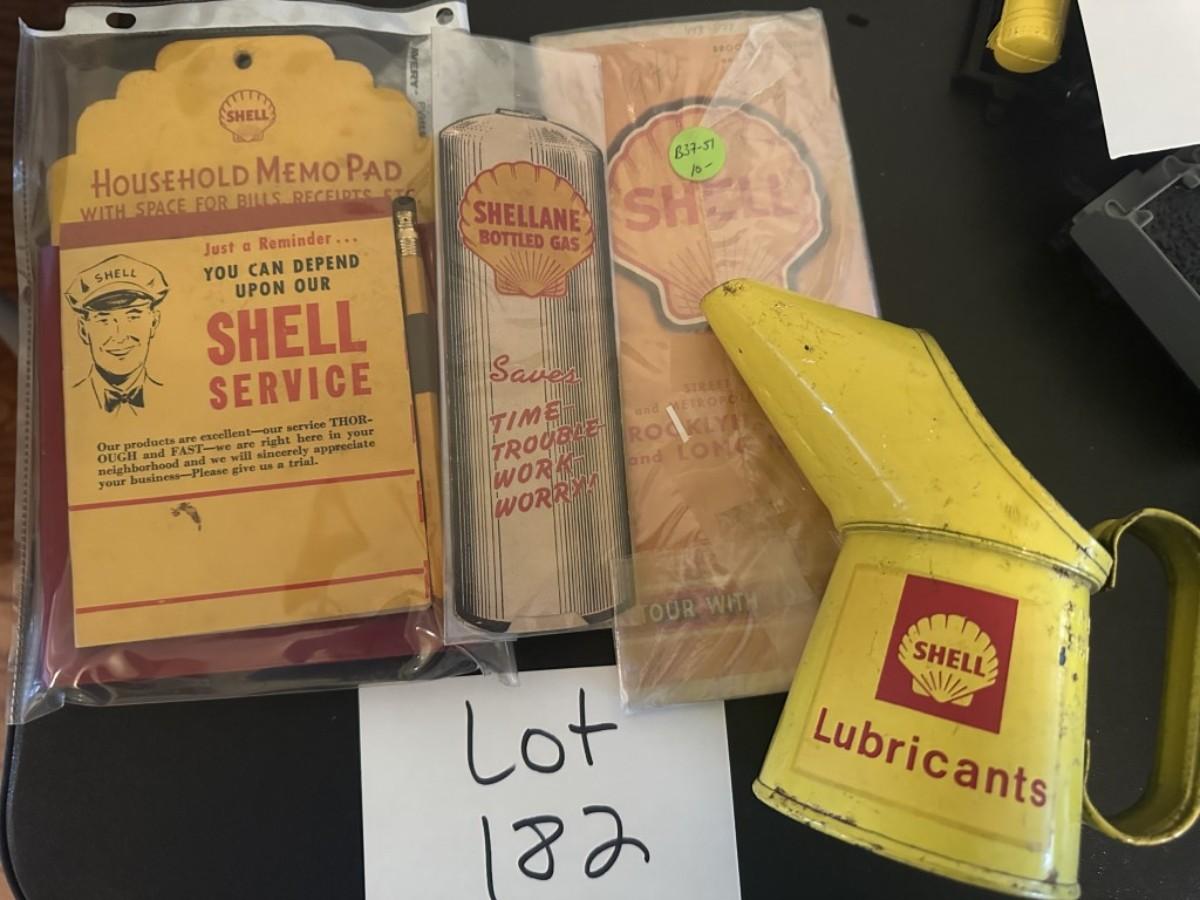 SHELL
HOUSEHOLD MEMO PAD
WITH SPACE FOR BILLS, RECEIPTS, ETC
Just a Reminder...
SHELL
YOU CAN DEPEND
UPON OUR
SHELL
SERVICE
Our products are excellent—our service THOR-
OUGH and FAST—we are right here in your
neighborhood and we will sincerely appreciate
your business—Please give us a trial.
AVERY
SHELLANE
BOTTLED GAS
Saves
TIME-
TROUBLE
WORK-
WORRY!
B37-51
10-
SHELL
STREET
and METROPOL
ROOKLY
and LONG
TOUR WITH
SHELL
Lubricants
Lot
182